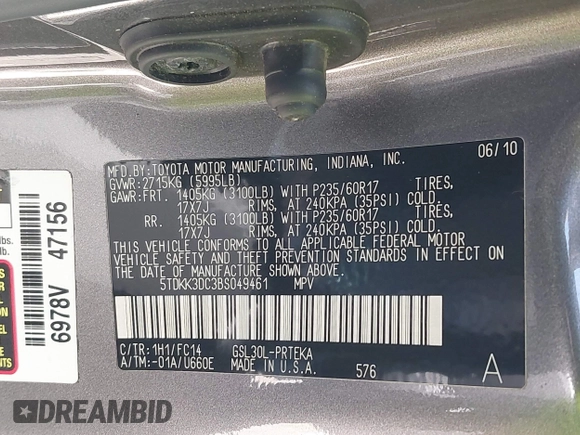 MFD.BY:TOYOTA MOTOR MANUFACTURING, INDIANA, INC. 06/10
GVWR:2715KG (5995LB)
GAWR:FRT. 1405KG (3100LB) WITH P235/60R17 TIRES,
17X7J RIMS, AT 240KPA (35PSI) COLD.
RR. 1405KG (3100LB) WITH P235/60R17 TIRES,
17X7J RIMS, AT 240KPA (35PSI) COLD.
THIS VEHICLE CONFORMS TO ALL APPLICABLE FEDERAL MOTOR
VEHICLE SAFETY AND THEFT PREVENTION STANDARDS IN EFFECT ON
THE DATE OF MANUFACTURE SHOWN ABOVE.
5TDKK3DC3BS049461 MPV
C/TR:1H1/FC14 GSL30L-PRTEKA
A/TM:-01A/U660E MADE IN U.S.A. 576 A
6978V 47156
lbs.
lb.
DREAMBID